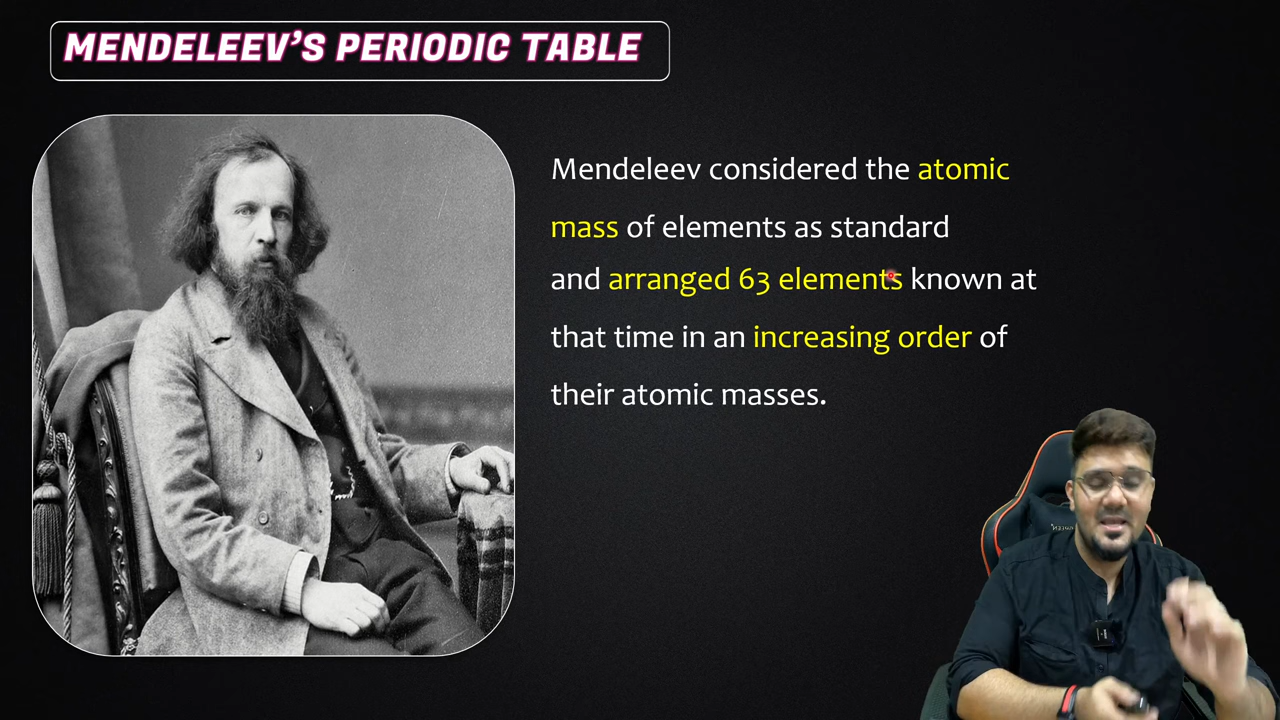 MENDELEEV'S PERIODIC TABLE
Mendeleev considered the atomic
mass of elements as standard
and arranged 63 elements known at
that time in an increasing order of
their atomic masses.